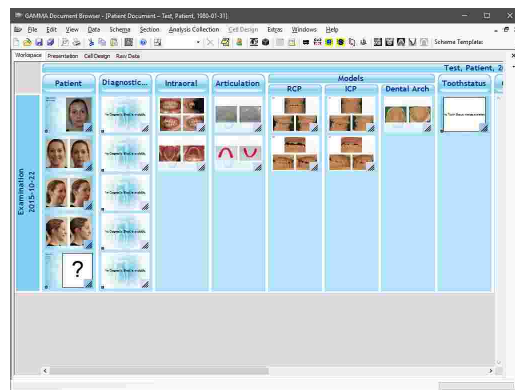 GAMMA Document Browser - [Patient Document - Test, Patient, 1980-01-31]
File Edit View Data Schema Section Analysis Collection Cell Design Extras Windows Help
Scheme Template:
Workspace Presentation Cell Design Raw Data
Test, Patient, 2
Patient Diagnostic... Intraoral Articulation Models Toothstatus
RCP ICP Dental Arch
Examination
2015-10-22
?